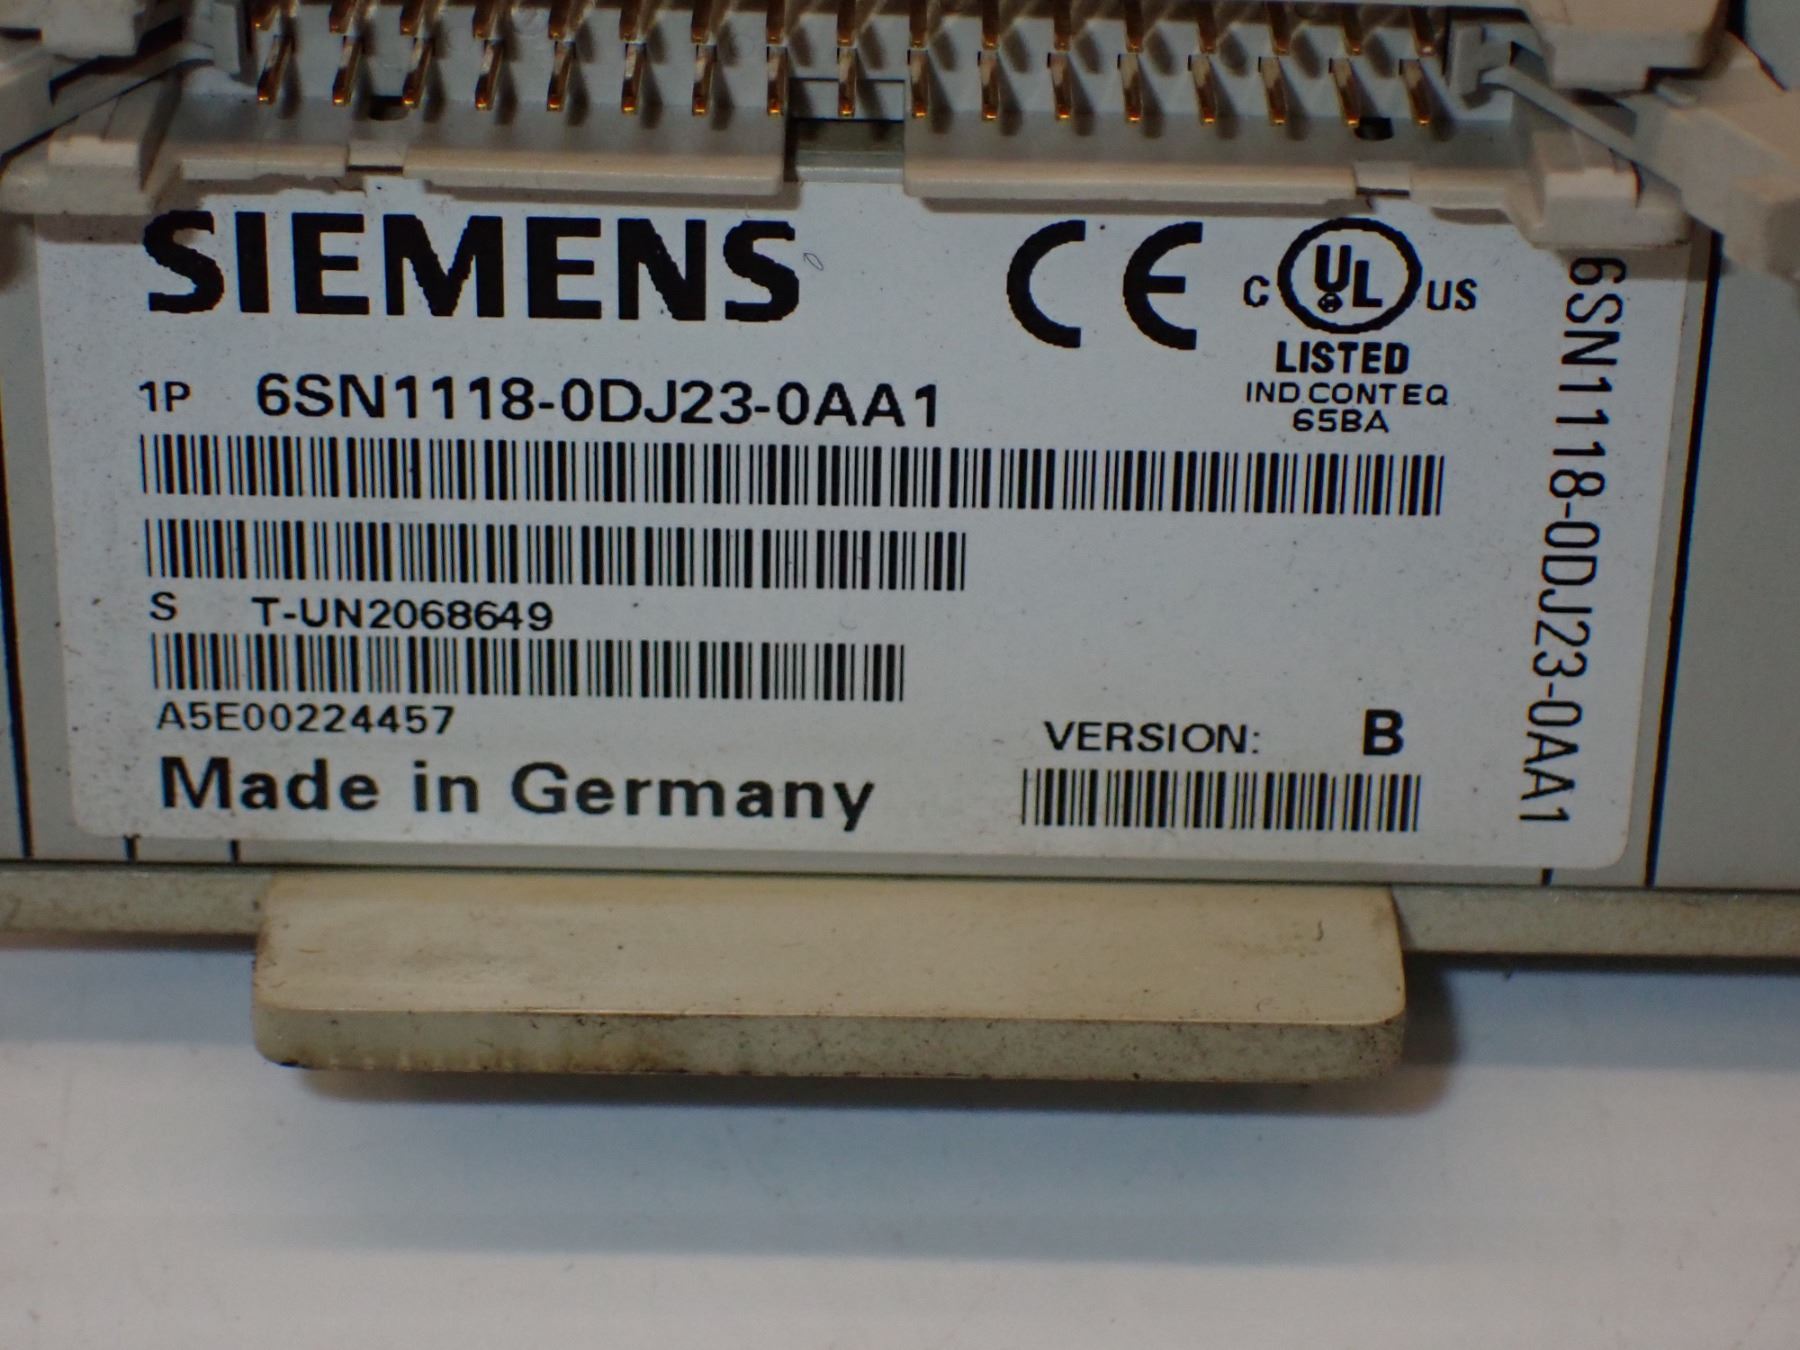 SIEMENS
CE
C UL US
LISTED
IND.CONT.EQ
65BA
1P 6SN1118-0DJ23-0AA1
S T-UN2068649
A5E00224457
Made in Germany
VERSION: B
6SN1118-0DJ23-0AA1